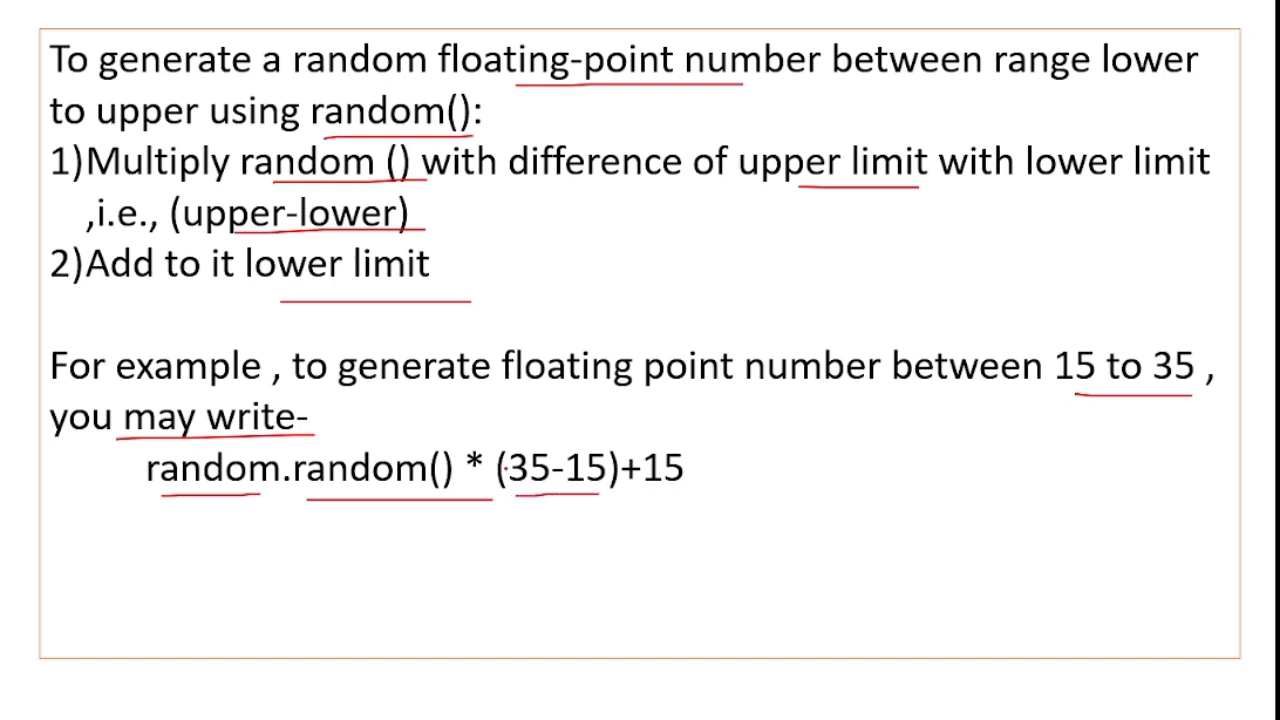 To generate a random floating-point number between range lower
to upper using random():
1)Multiply random () with difference of upper limit with lower limit
,i.e., (upper-lower)
2)Add to it lower limit
For example , to generate floating point number between 15 to 35 ,
you may write-
random.random() * (35-15)+15